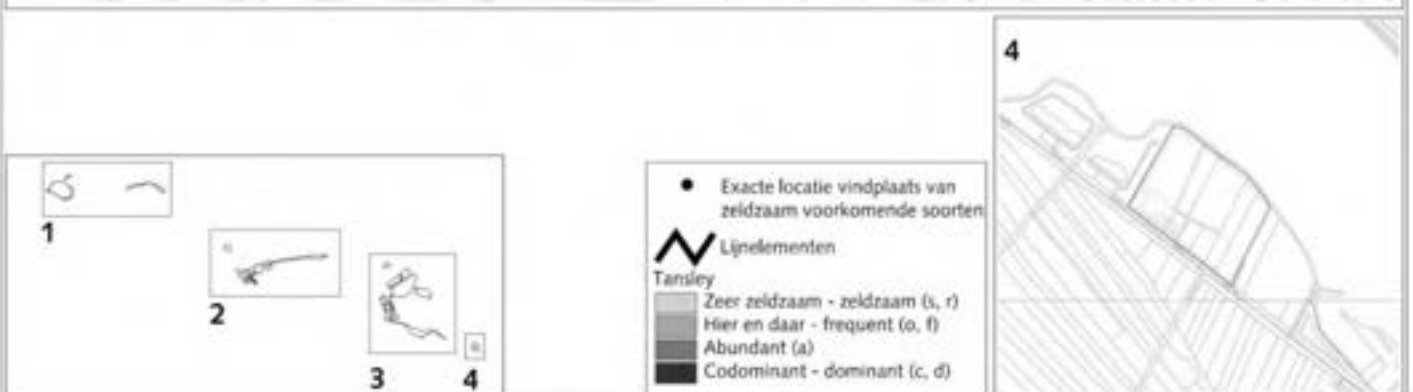 4
1
2
3
4
Exacte locatie vindplaats van
zeldzaam voorkomende soorten
Lijnelementen
Tansley
Zeer zeldzaam - zeldzaam (s, r)
Hier en daar - frequent (o, f)
Abundant (a)
Codominant - dominant (c, d)